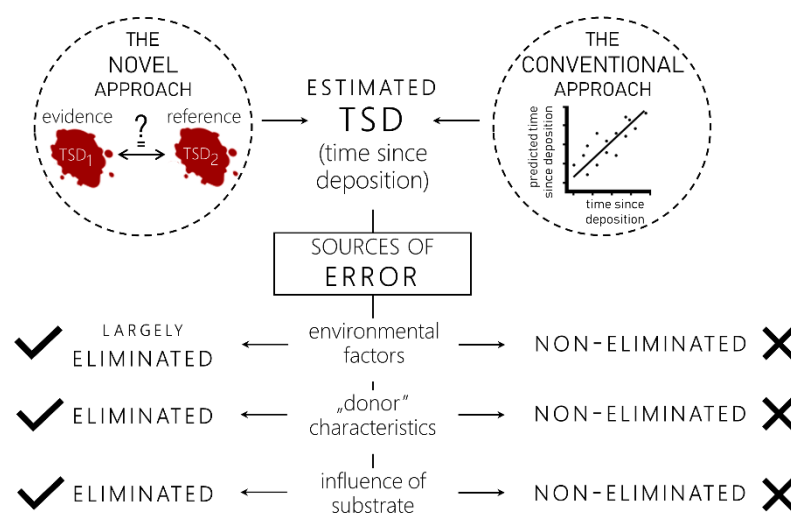 THE
NOVEL
APPROACH
evidence
reference
TSD1
?
=
TSD2
ESTIMATED
TSD
(time since
deposition)
THE
CONVENTIONAL
APPROACH
predicted time
since deposition
time since
deposition
SOURCES OF
ERROR
LARGELY
ELIMINATED
environmental
factors
NON-ELIMINATED
ELIMINATED
„donor”
characteristics
NON-ELIMINATED
ELIMINATED
influence of
substrate
NON-ELIMINATED